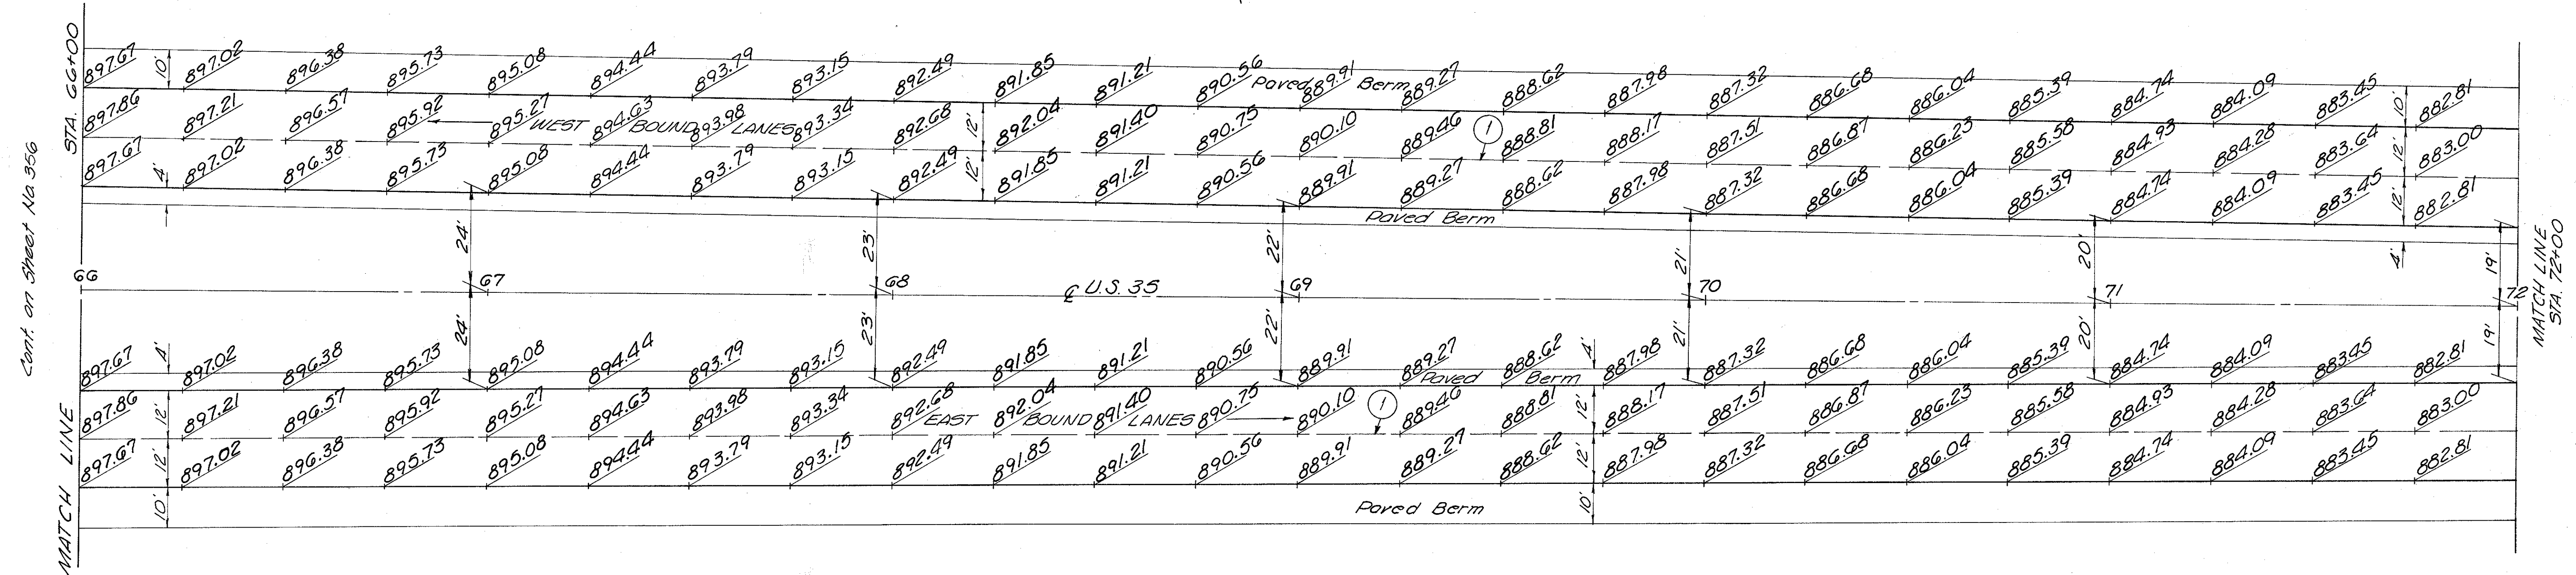 Cont. on Sheet No. 356
STA. 66+00
MATCH LINE
897.67 897.02 896.38 895.73 895.08 894.44 893.79 893.15 892.49 891.85 891.21 890.56 889.91 889.27 888.62 887.98 887.32 886.68 886.04 885.39 884.74 884.09 883.45 882.81
10' Paved Berm 10'
897.86 897.21 896.57 895.92 895.27 894.63 893.98 893.34 892.68 892.04 891.40 890.75 890.10 889.46 888.81 888.17 887.51 886.87 886.23 885.58 884.93 884.28 883.64 883.00
WEST BOUND LANES 12' 1 12'
897.67 897.02 896.38 895.73 895.08 894.44 893.79 893.15 892.49 891.85 891.21 890.56 889.91 889.27 888.62 887.98 887.32 886.68 886.04 885.39 884.74 884.09 883.45 882.81
4' 12' 12'
Paved Berm
24' 23' 22' 21' 20' 4' 19'
66 67 68 ℄ U.S. 35 69 70 71 72
24' 23' 22' 21' 20' 19'
897.67 897.02 896.38 895.73 895.08 894.44 893.79 893.15 892.49 891.85 891.21 890.56 889.91 889.27 888.62 887.98 887.32 886.68 886.04 885.39 884.74 884.09 883.45 882.81
4' Paved Berm 4'
897.86 897.21 896.57 895.92 895.27 894.63 893.98 893.34 892.68 892.04 891.40 890.75 890.10 889.46 888.81 888.17 887.51 886.87 886.23 885.58 884.93 884.28 883.64 883.00
12' EAST BOUND LANES 1 12'
897.67 897.02 896.38 895.73 895.08 894.44 893.79 893.15 892.49 891.85 891.21 890.56 889.91 889.27 888.62 887.98 887.32 886.68 886.04 885.39 884.74 884.09 883.45 882.81
12' 12'
10' Paved Berm 10'
MATCH LINE
STA. 72+00